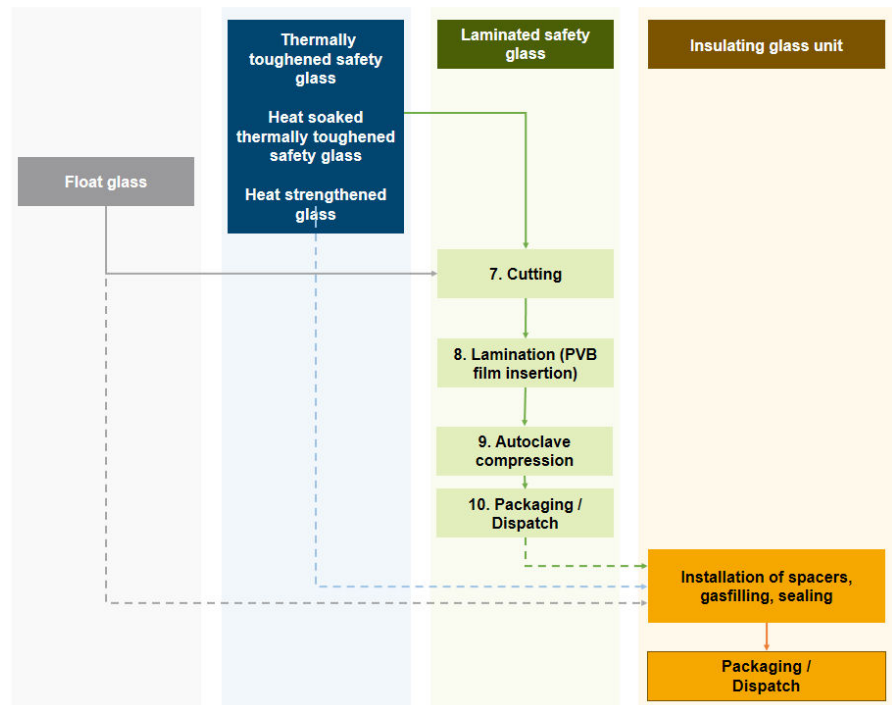 Thermally
toughened safety
glass
Heat soaked
thermally toughened
safety glass
Heat strengthened
glass
Laminated safety
glass
Insulating glass unit
Float glass
7. Cutting
8. Lamination (PVB
film insertion)
9. Autoclave
compression
10. Packaging /
Dispatch
Installation of spacers,
gasfilling, sealing
Packaging /
Dispatch